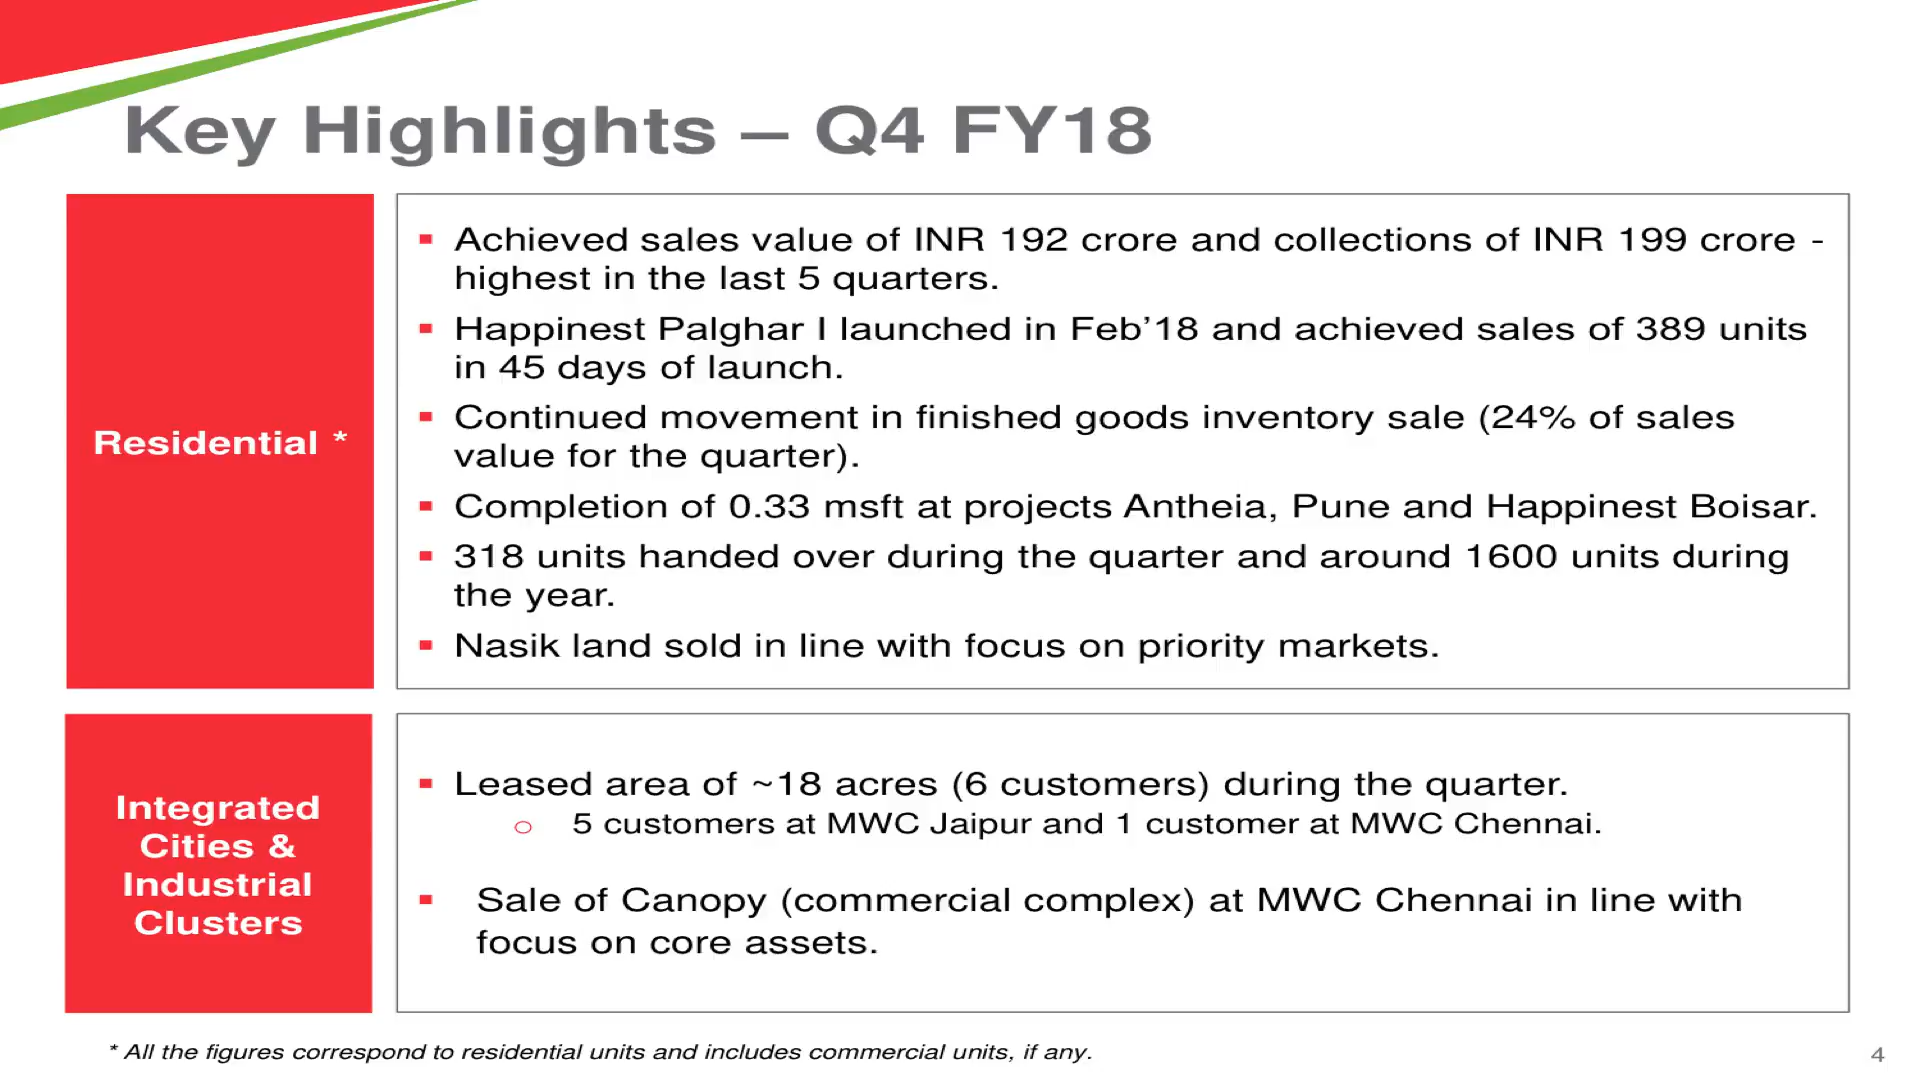 Key Highlights – Q4 FY18
Residential *
▪ Achieved sales value of INR 192 crore and collections of INR 199 crore -
highest in the last 5 quarters.
▪ Happinest Palghar I launched in Feb’18 and achieved sales of 389 units
in 45 days of launch.
▪ Continued movement in finished goods inventory sale (24% of sales
value for the quarter).
▪ Completion of 0.33 msft at projects Antheia, Pune and Happinest Boisar.
▪ 318 units handed over during the quarter and around 1600 units during
the year.
▪ Nasik land sold in line with focus on priority markets.
Integrated
Cities &
Industrial
Clusters
▪ Leased area of ~18 acres (6 customers) during the quarter.
o 5 customers at MWC Jaipur and 1 customer at MWC Chennai.
▪ Sale of Canopy (commercial complex) at MWC Chennai in line with
focus on core assets.
* All the figures correspond to residential units and includes commercial units, if any.
4